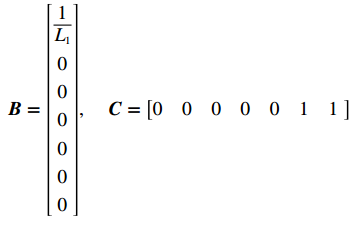 B = [ 1/L₁ 0 0 0 0 0 0 ], C = [0 0 0 0 0 1 1]